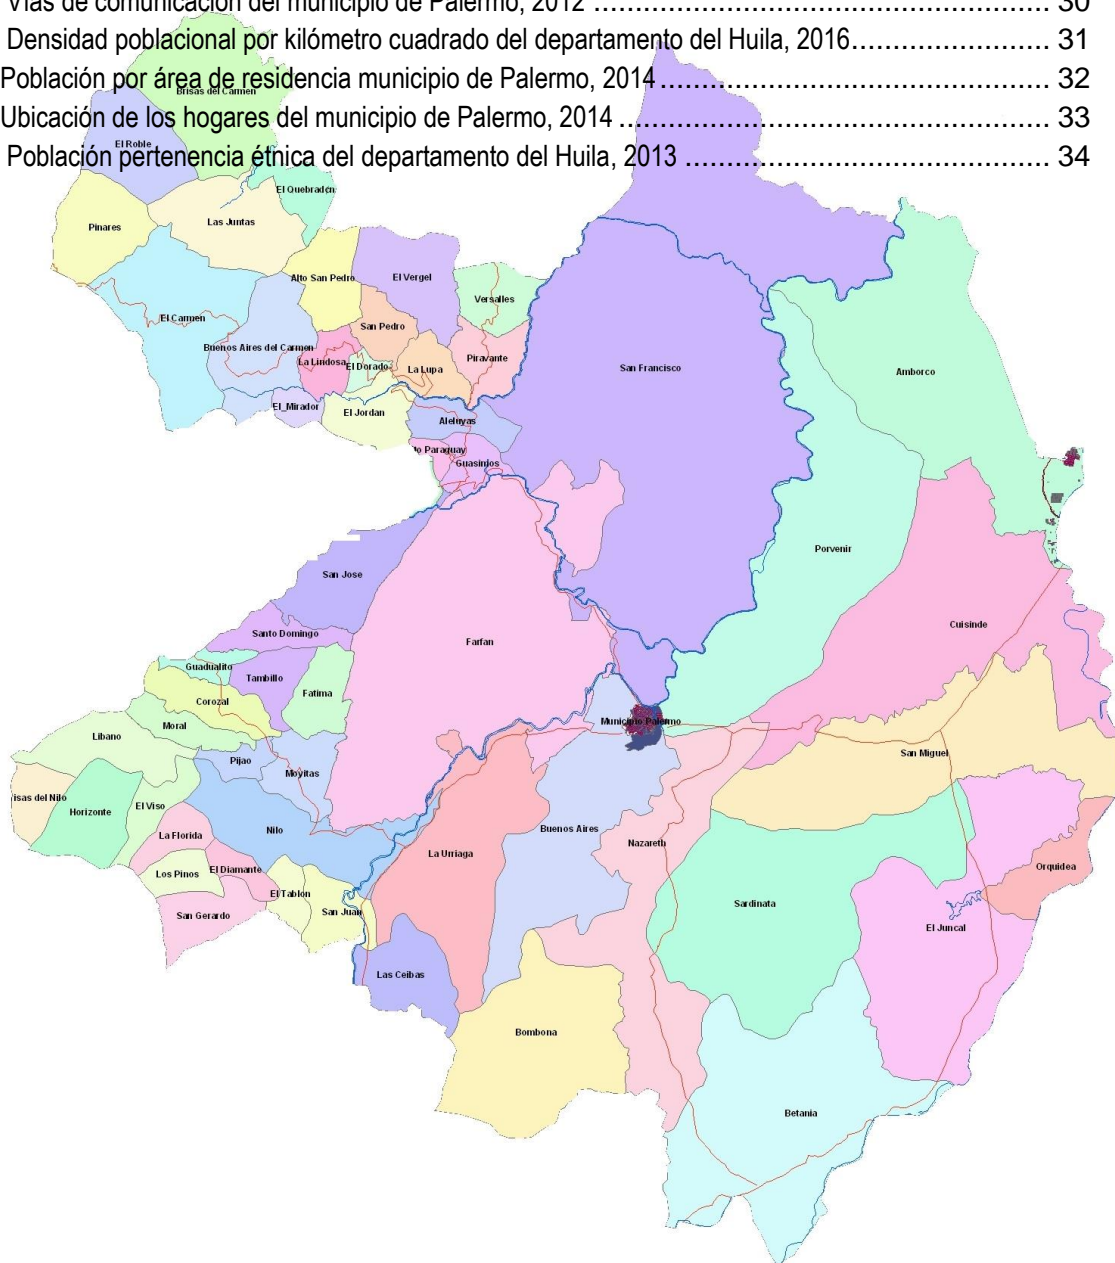 Vías de comunicación del municipio de Palermo, 2012 ........................................................ 30
Densidad poblacional por kilómetro cuadrado del departamento del Huila, 2016......................... 31
Población por área de residencia municipio de Palermo, 2014................................................. 32
Ubicación de los hogares del municipio de Palermo, 2014 ...................................................... 33
Población pertenencia étnica del departamento del Huila, 2013 .............................................. 34
Brisas del Carmen
El Roble
El Quebradon
Pinares
Las Juntas
Alto San Pedro
El Vergel
Versalles
El Carmen
San Pedro
Buenos Aires del Carmen
La Lindosa
El Dorado
La Lupa
Piravante
San Francisco
Amborco
El_Mirador
El Jordan
Aleluyas
to Paraguay
Guasimos
Porvenir
San Jose
Santo Domingo
Farfan
Cuisinde
Guadualito
Tambillo
Fatima
Corozal
Moral
Libano
Municipio Palermo
Pijao
Moyitas
San Miguel
isas del Nilo
Horizonte
El Viso
La Florida
Nilo
Buenos Aires
Nazareth
La Urriaga
Los Pinos
El Diamante
Orquidea
El Tablon
San Juan
San Gerardo
Sardinata
El Juncal
Las Ceibas
Bombona
Betania